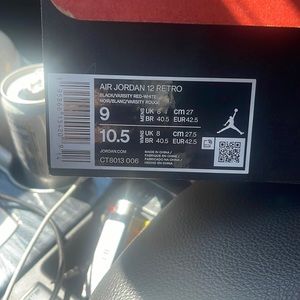 AIR JORDAN 12 RETRO
BLACK/VARSITY RED-WHITE
NOIR/BLANC/VARSITY ROUGE
9 MENS UK 8 CM 27
BR 40.5 EUR 42.5
10.5 UK 8 CM 27.5
BR 40.5 EUR 42.5
JORDAN.COM
CT8013 006
MADE IN CHINA /
FABRIQUÉ EN CHINE /
FABRICADO EN CHINA /